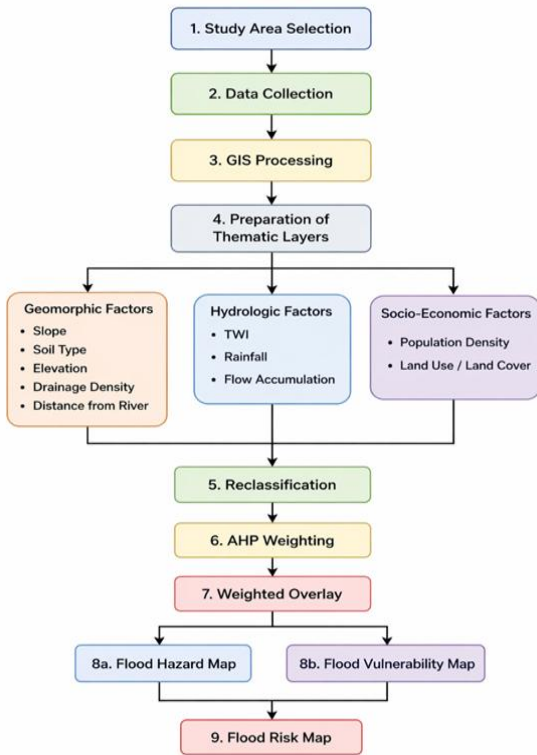 1. Study Area Selection
2. Data Collection
3. GIS Processing
4. Preparation of
Thematic Layers
Geomorphic Factors
• Slope
• Soil Type
• Elevation
• Drainage Density
• Distance from River
Hydrologic Factors
• TWI
• Rainfall
• Flow Accumulation
Socio-Economic Factors
• Population Density
• Land Use / Land Cover
5. Reclassification
6. AHP Weighting
7. Weighted Overlay
8a. Flood Hazard Map
8b. Flood Vulnerability Map
9. Flood Risk Map